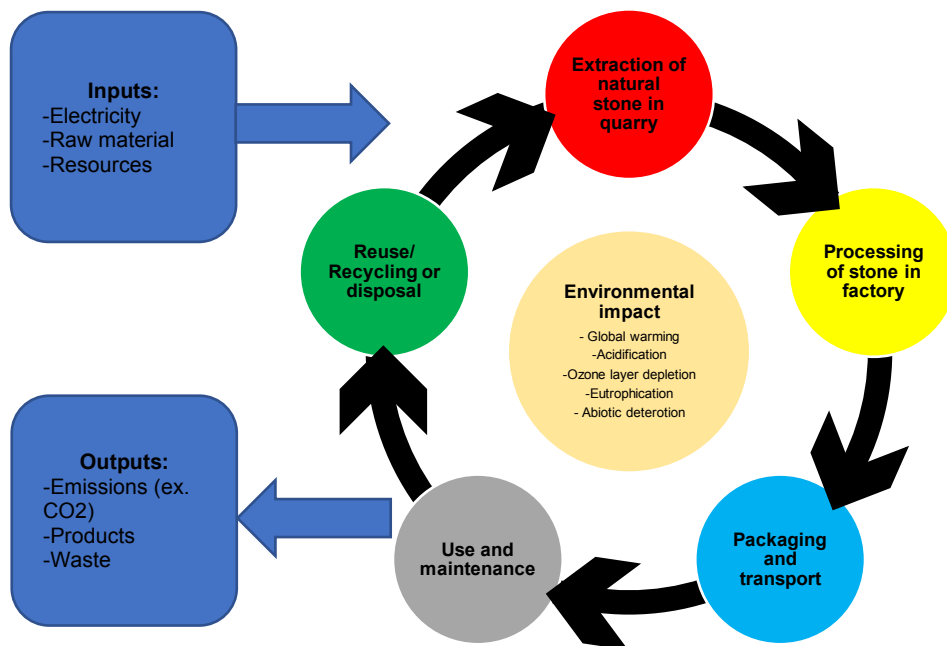 Inputs:
-Electricity
-Raw material
-Resources
Extraction of
natural
stone in
quarry
Processing
of stone in
factory
Packaging
and
transport
Use and
maintenance
Reuse/
Recycling or
disposal
Environmental
impact
- Global warming
-Acidification
-Ozone layer depletion
-Eutrophication
- Abiotic deterotion
Outputs:
-Emissions (ex.
CO2)
-Products
-Waste